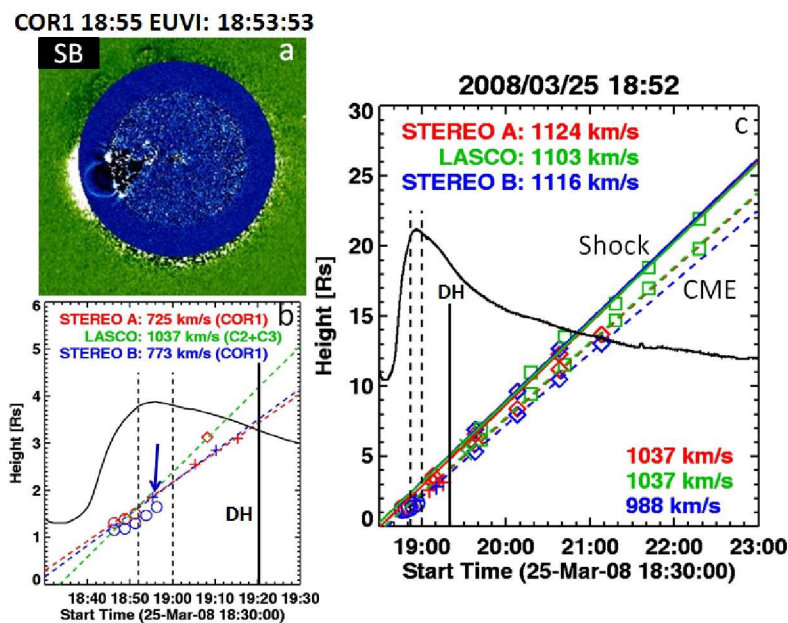 COR1 18:55 EUVI: 18:53:53
SB
a
6
5
4
3
2
1
0
Height [Rs]
b
STEREO A: 725 km/s (COR1)
LASCO: 1037 km/s (C2+C3)
STEREO B: 773 km/s (COR1)
DH
18:40 18:50 19:00 19:10 19:20 19:30
Start Time (25-Mar-08 18:30:00)
2008/03/25 18:52
30
25
20
15
10
5
0
Height [Rs]
c
STEREO A: 1124 km/s
LASCO: 1103 km/s
STEREO B: 1116 km/s
Shock
CME
DH
1037 km/s
1037 km/s
988 km/s
19:00 20:00 21:00 22:00 23:00
Start Time (25-Mar-08 18:30:00)